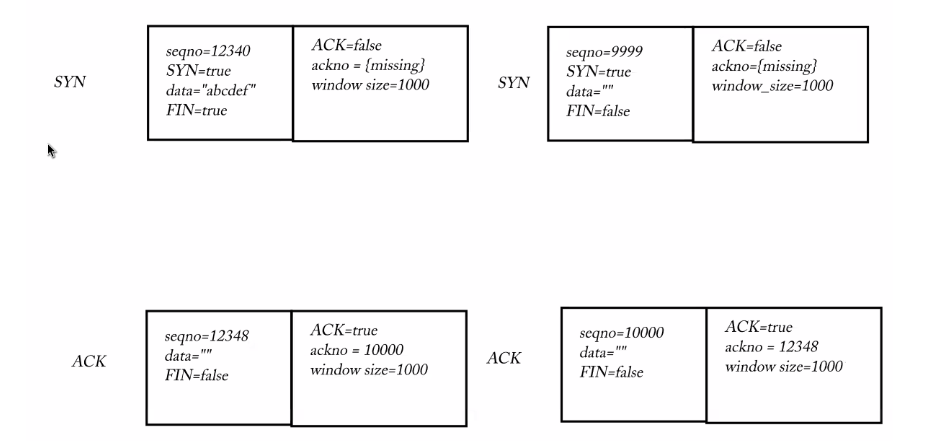 SYN
seqno=12340
SYN=true
data="abcdef"
FIN=true
ACK=false
ackno = {missing}
window size=1000
SYN
seqno=9999
SYN=true
data=""
FIN=false
ACK=false
ackno={missing}
window_size=1000
ACK
seqno=12348
data=""
FIN=false
ACK=true
ackno = 10000
window size=1000
ACK
seqno=10000
data=""
FIN=false
ACK=true
ackno = 12348
window size=1000